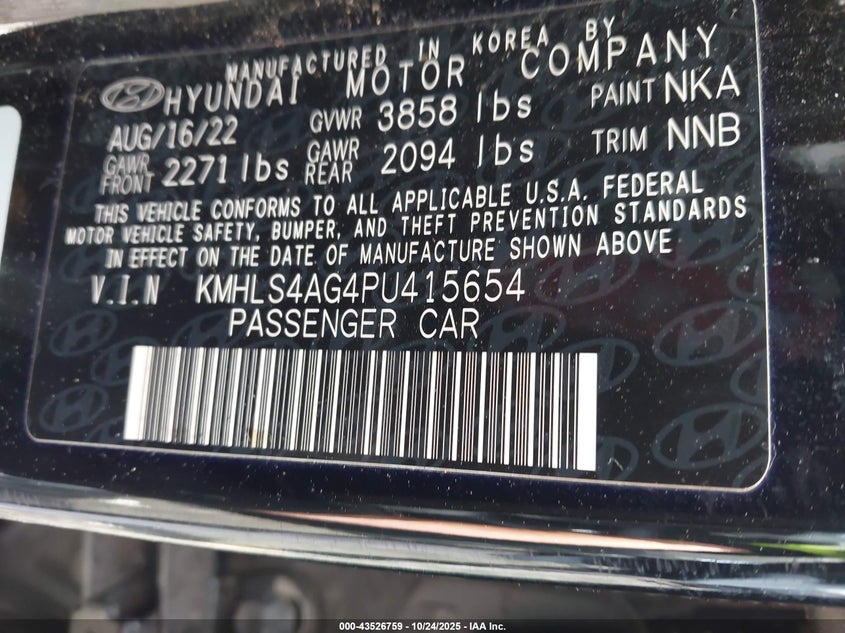 MANUFACTURED IN KOREA BY
HYUNDAI MOTOR COMPANY
AUG/16/22 GVWR 3858 lbs PAINT NKA
GAWR FRONT 2271 lbs GAWR REAR 2094 lbs TRIM NNB
THIS VEHICLE CONFORMS TO ALL APPLICABLE U.S.A. FEDERAL
MOTOR VEHICLE SAFETY, BUMPER, AND THEFT PREVENTION STANDARDS
IN EFFECT ON THE DATE OF MANUFACTURE SHOWN ABOVE
V.I.N KMHLS4AG4PU415654
PASSENGER CAR
000-43526759 - 10/24/2025 - IAA Inc.